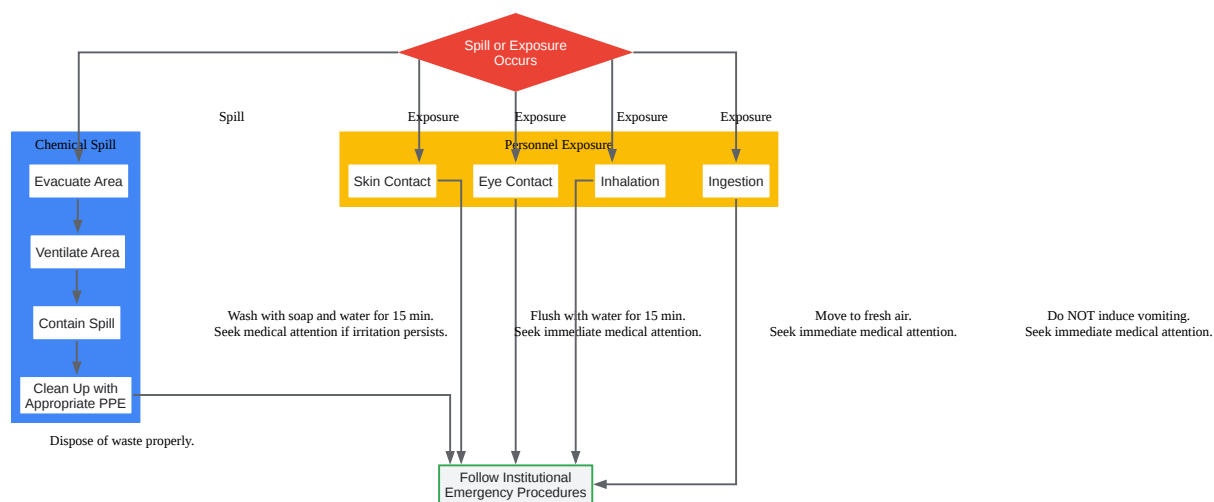 Spill or Exposure
Occurs
Spill
Exposure
Exposure
Exposure
Exposure
Chemical Spill
Personnel Exposure
Evacuate Area
Skin Contact
Eye Contact
Inhalation
Ingestion
Ventilate Area
Contain Spill
Wash with soap and water for 15 min.
Seek medical attention if irritation persists.
Flush with water for 15 min.
Seek immediate medical attention.
Move to fresh air.
Seek immediate medical attention.
Do NOT induce vomiting.
Seek immediate medical attention.
Clean Up with
Appropriate PPE
Dispose of waste properly.
Follow Institutional
Emergency Procedures